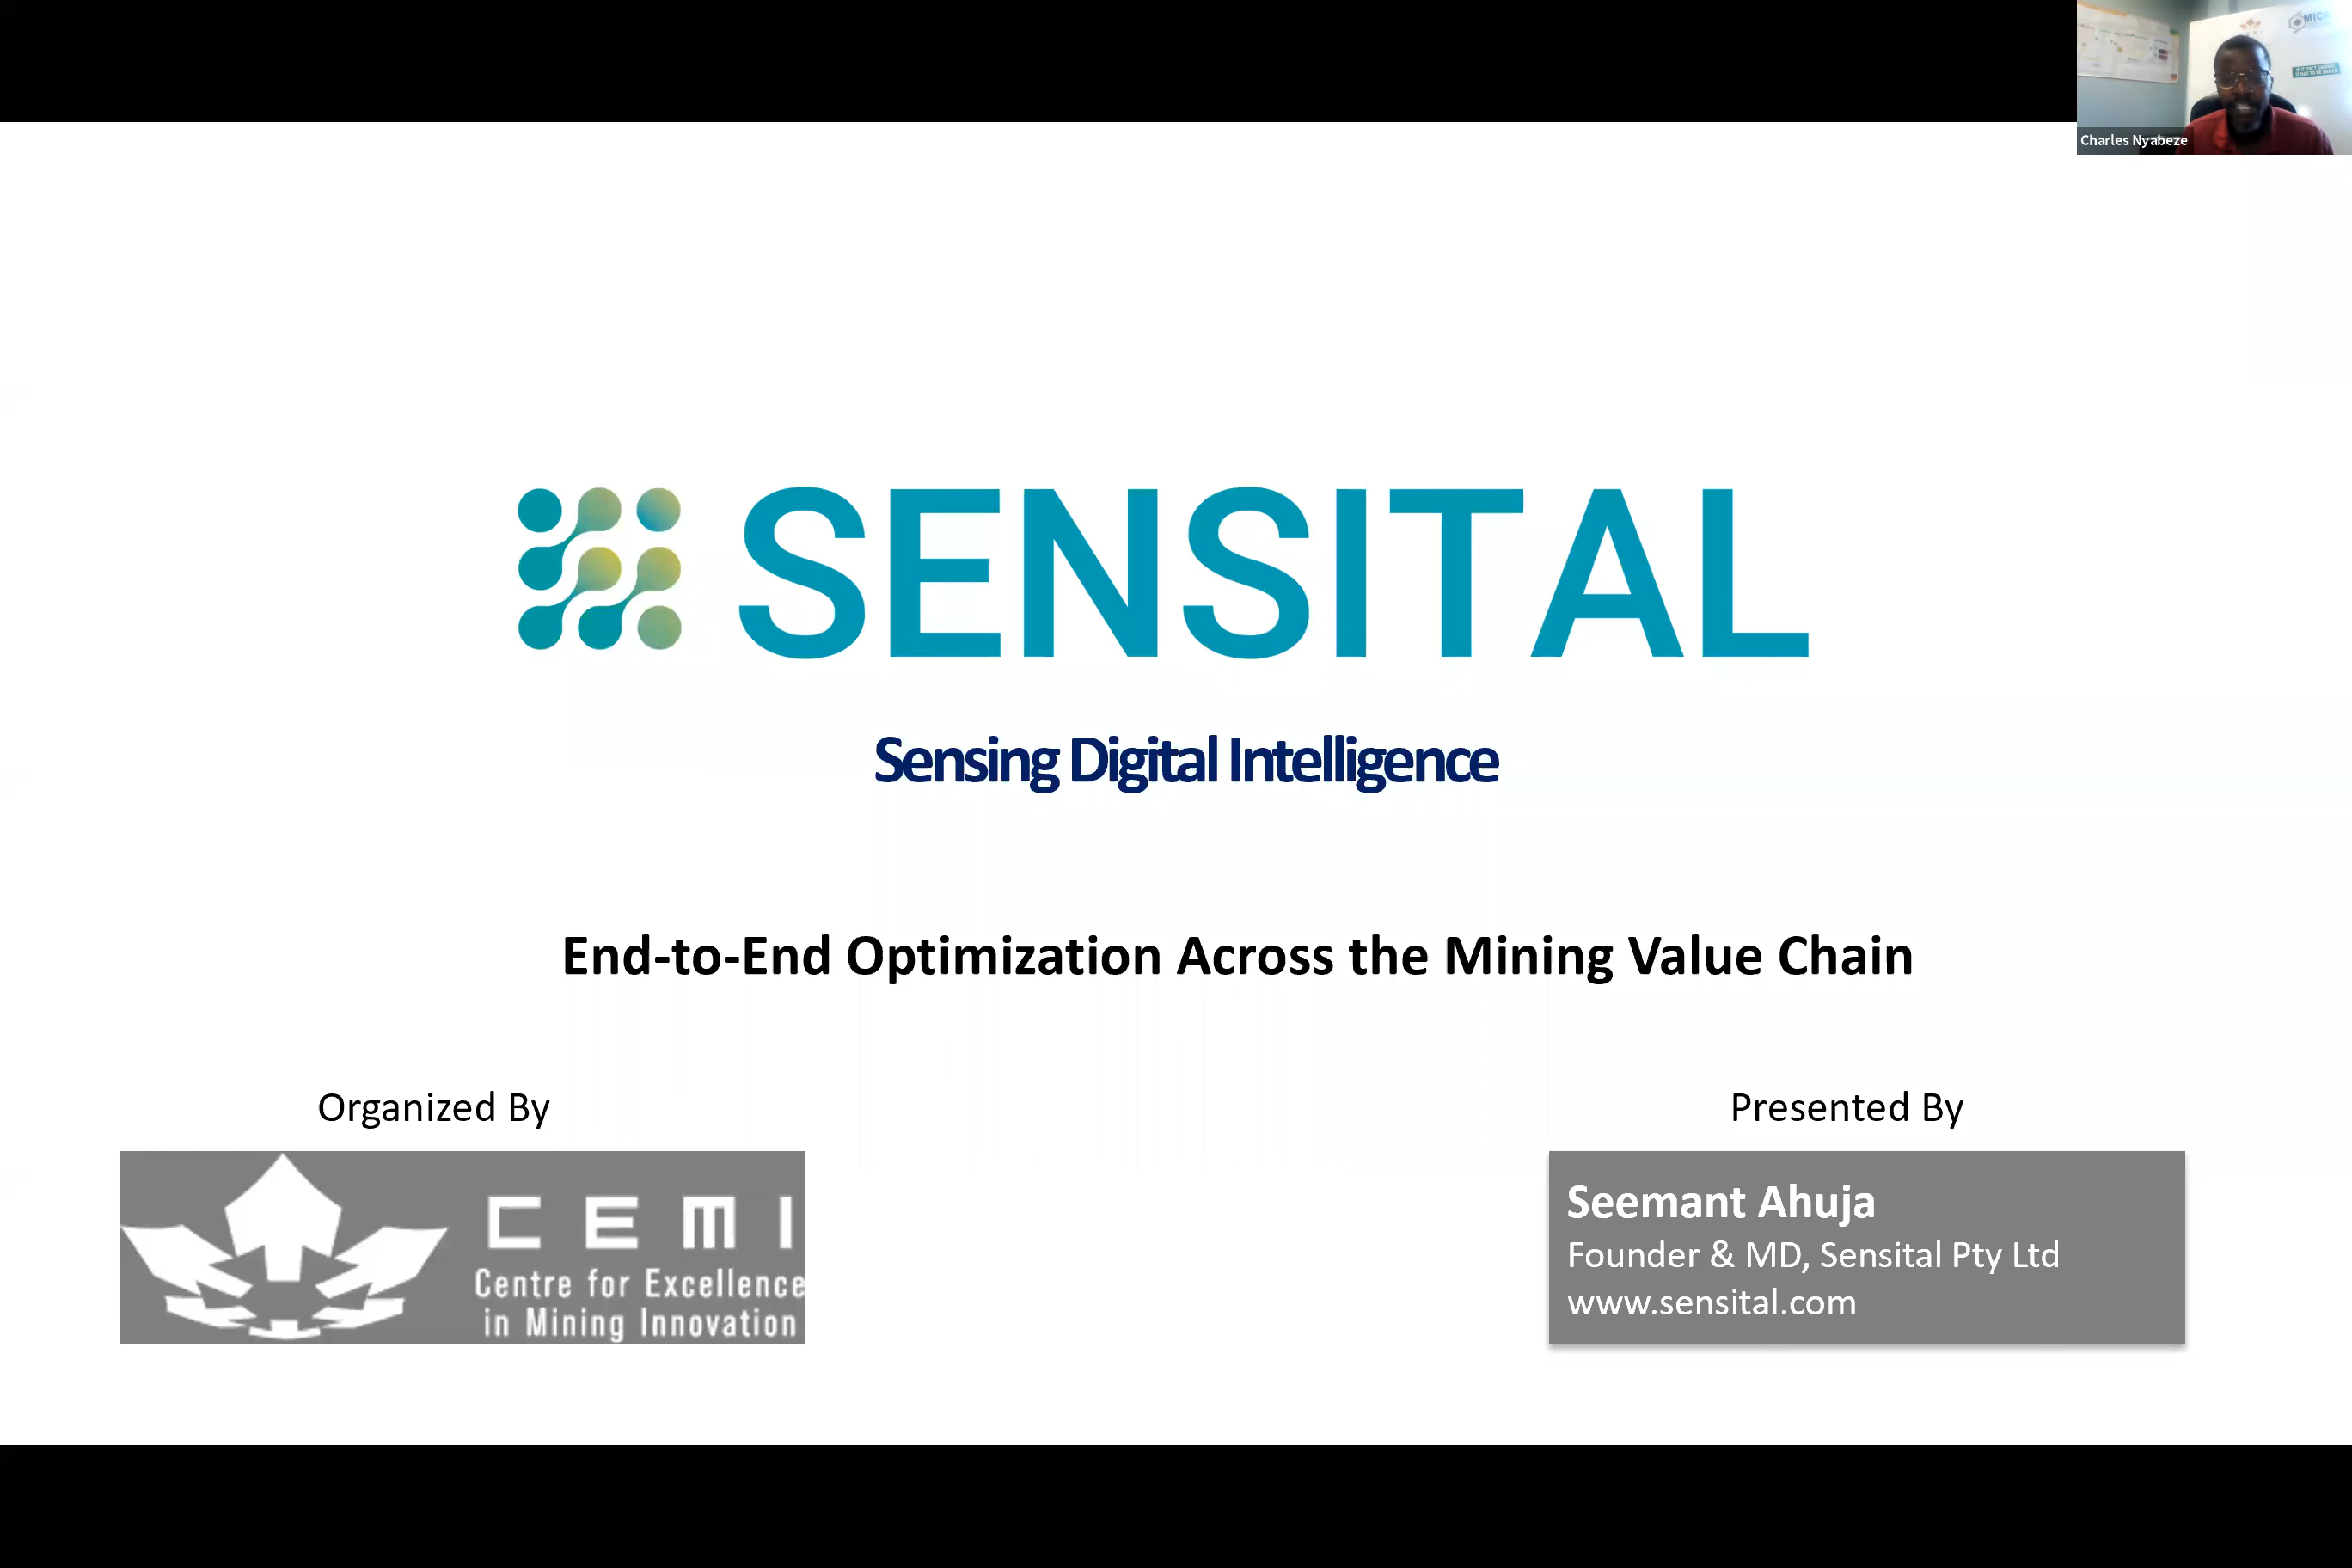 MICA
Charles Nyabeze
SENSITAL
Sensing Digital Intelligence
End-to-End Optimization Across the Mining Value Chain
Organized By
CEMI
Centre for Excellence
in Mining Innovation
Presented By
Seemant Ahuja
Founder & MD, Sensital Pty Ltd
www.sensital.com